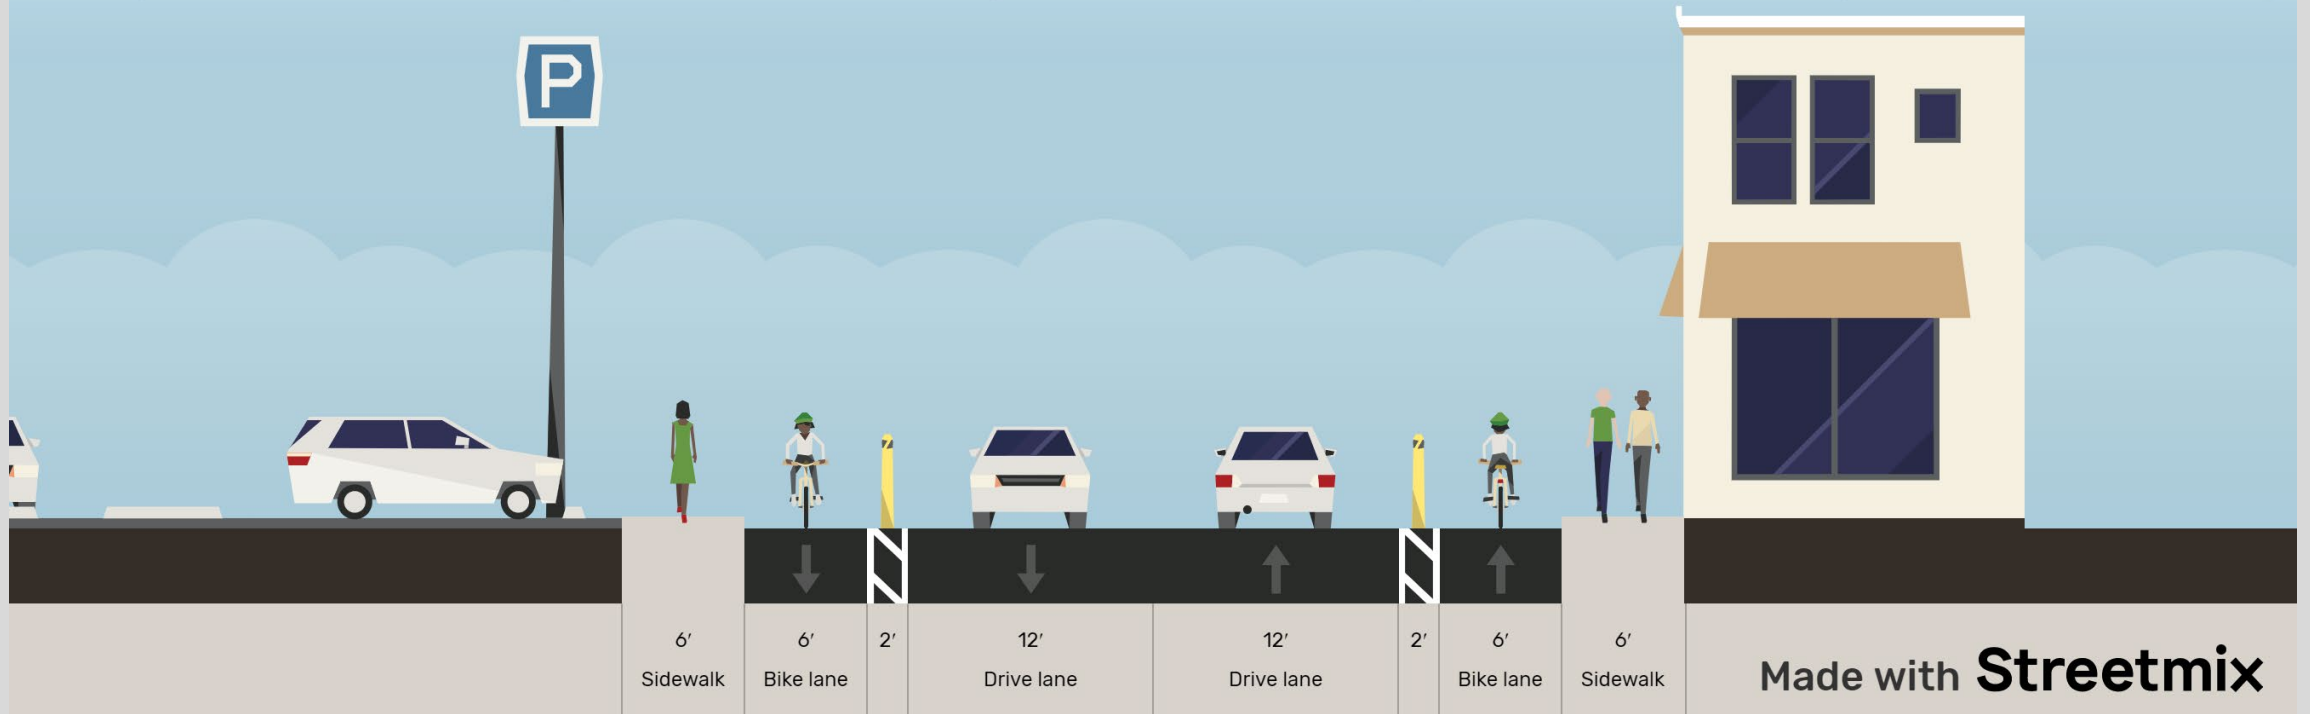 P
6′
6′
2′
12′
12′
2′
6′
6′
Sidewalk
Bike lane
Drive lane
Drive lane
Bike lane
Sidewalk
Made with Streetmix